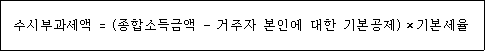 수시부과세액 = (종합소득금액 - 거주자 본인에 대한 기본공제) × 기본세율